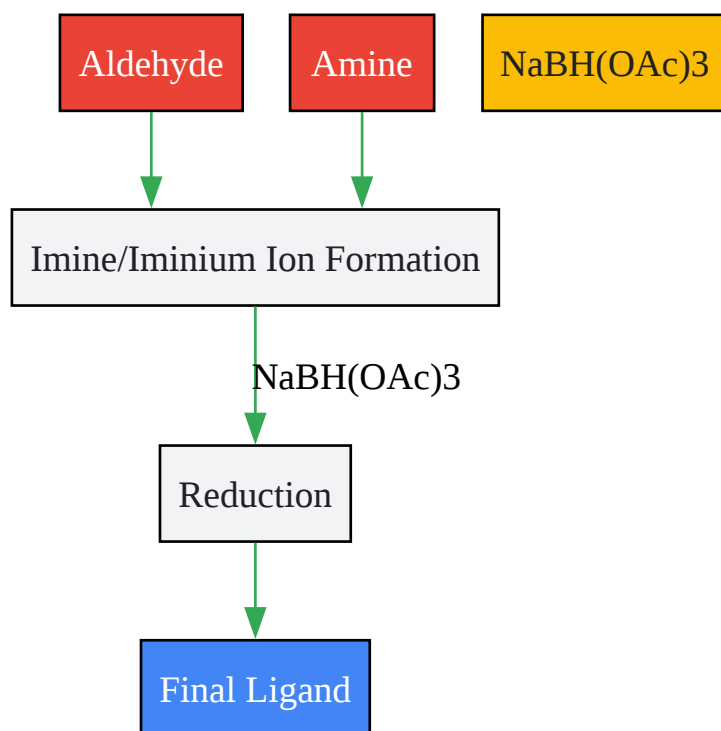 Aldehyde
Amine
NaBH(OAc)3
Imine/Iminium Ion Formation
NaBH(OAc)3
Reduction
Final Ligand